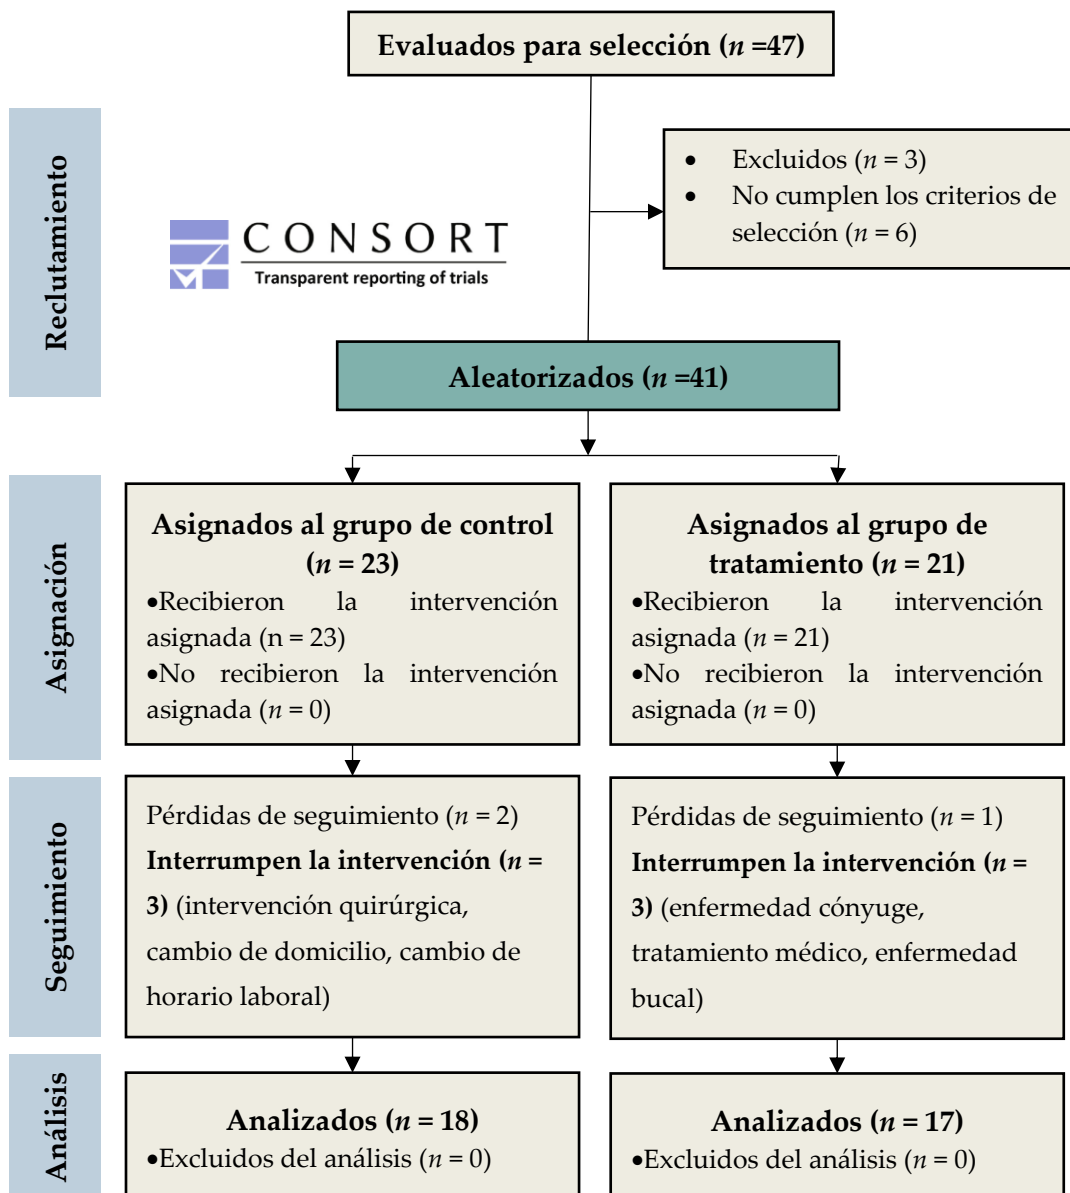 Evaluados para selección (n =47)
Reclutamiento
• Excluidos (n = 3)
• No cumplen los criterios de
selección (n = 6)
CONSORT
Transparent reporting of trials
Aleatorizados (n =41)
Asignación
Asignados al grupo de control
(n = 23)
•Recibieron la intervención
asignada (n = 23)
•No recibieron la intervención
asignada (n = 0)
Asignados al grupo de
tratamiento (n = 21)
•Recibieron la intervención
asignada (n = 21)
•No recibieron la intervención
asignada (n = 0)
Seguimiento
Pérdidas de seguimiento (n = 2)
Interrumpen la intervención (n =
3) (intervención quirúrgica,
cambio de domicilio, cambio de
horario laboral)
Pérdidas de seguimiento (n = 1)
Interrumpen la intervención (n =
3) (enfermedad cónyuge,
tratamiento médico, enfermedad
bucal)
Análisis
Analizados (n = 18)
•Excluidos del análisis (n = 0)
Analizados (n = 17)
•Excluidos del análisis (n = 0)